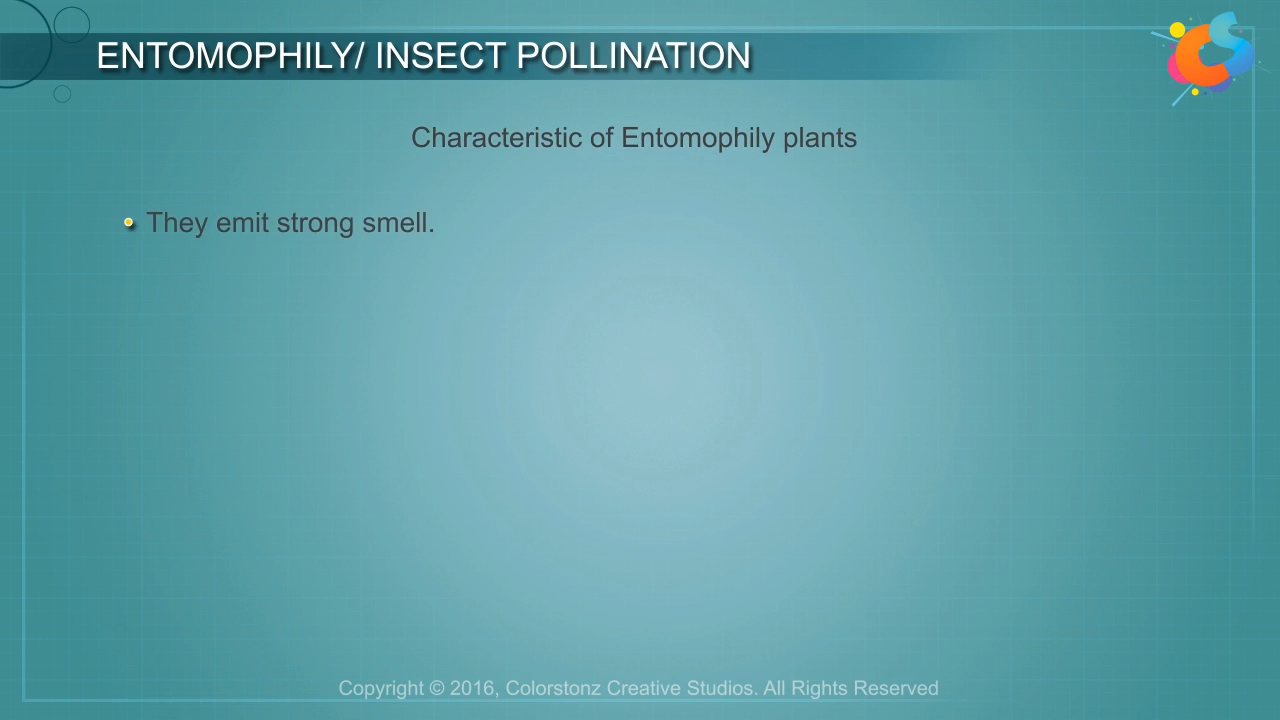 ENTOMOPHILY/ INSECT POLLINATION
Characteristic of Entomophily plants
They emit strong smell.
Copyright © 2016, Colorstonz Creative Studios. All Rights Reserved